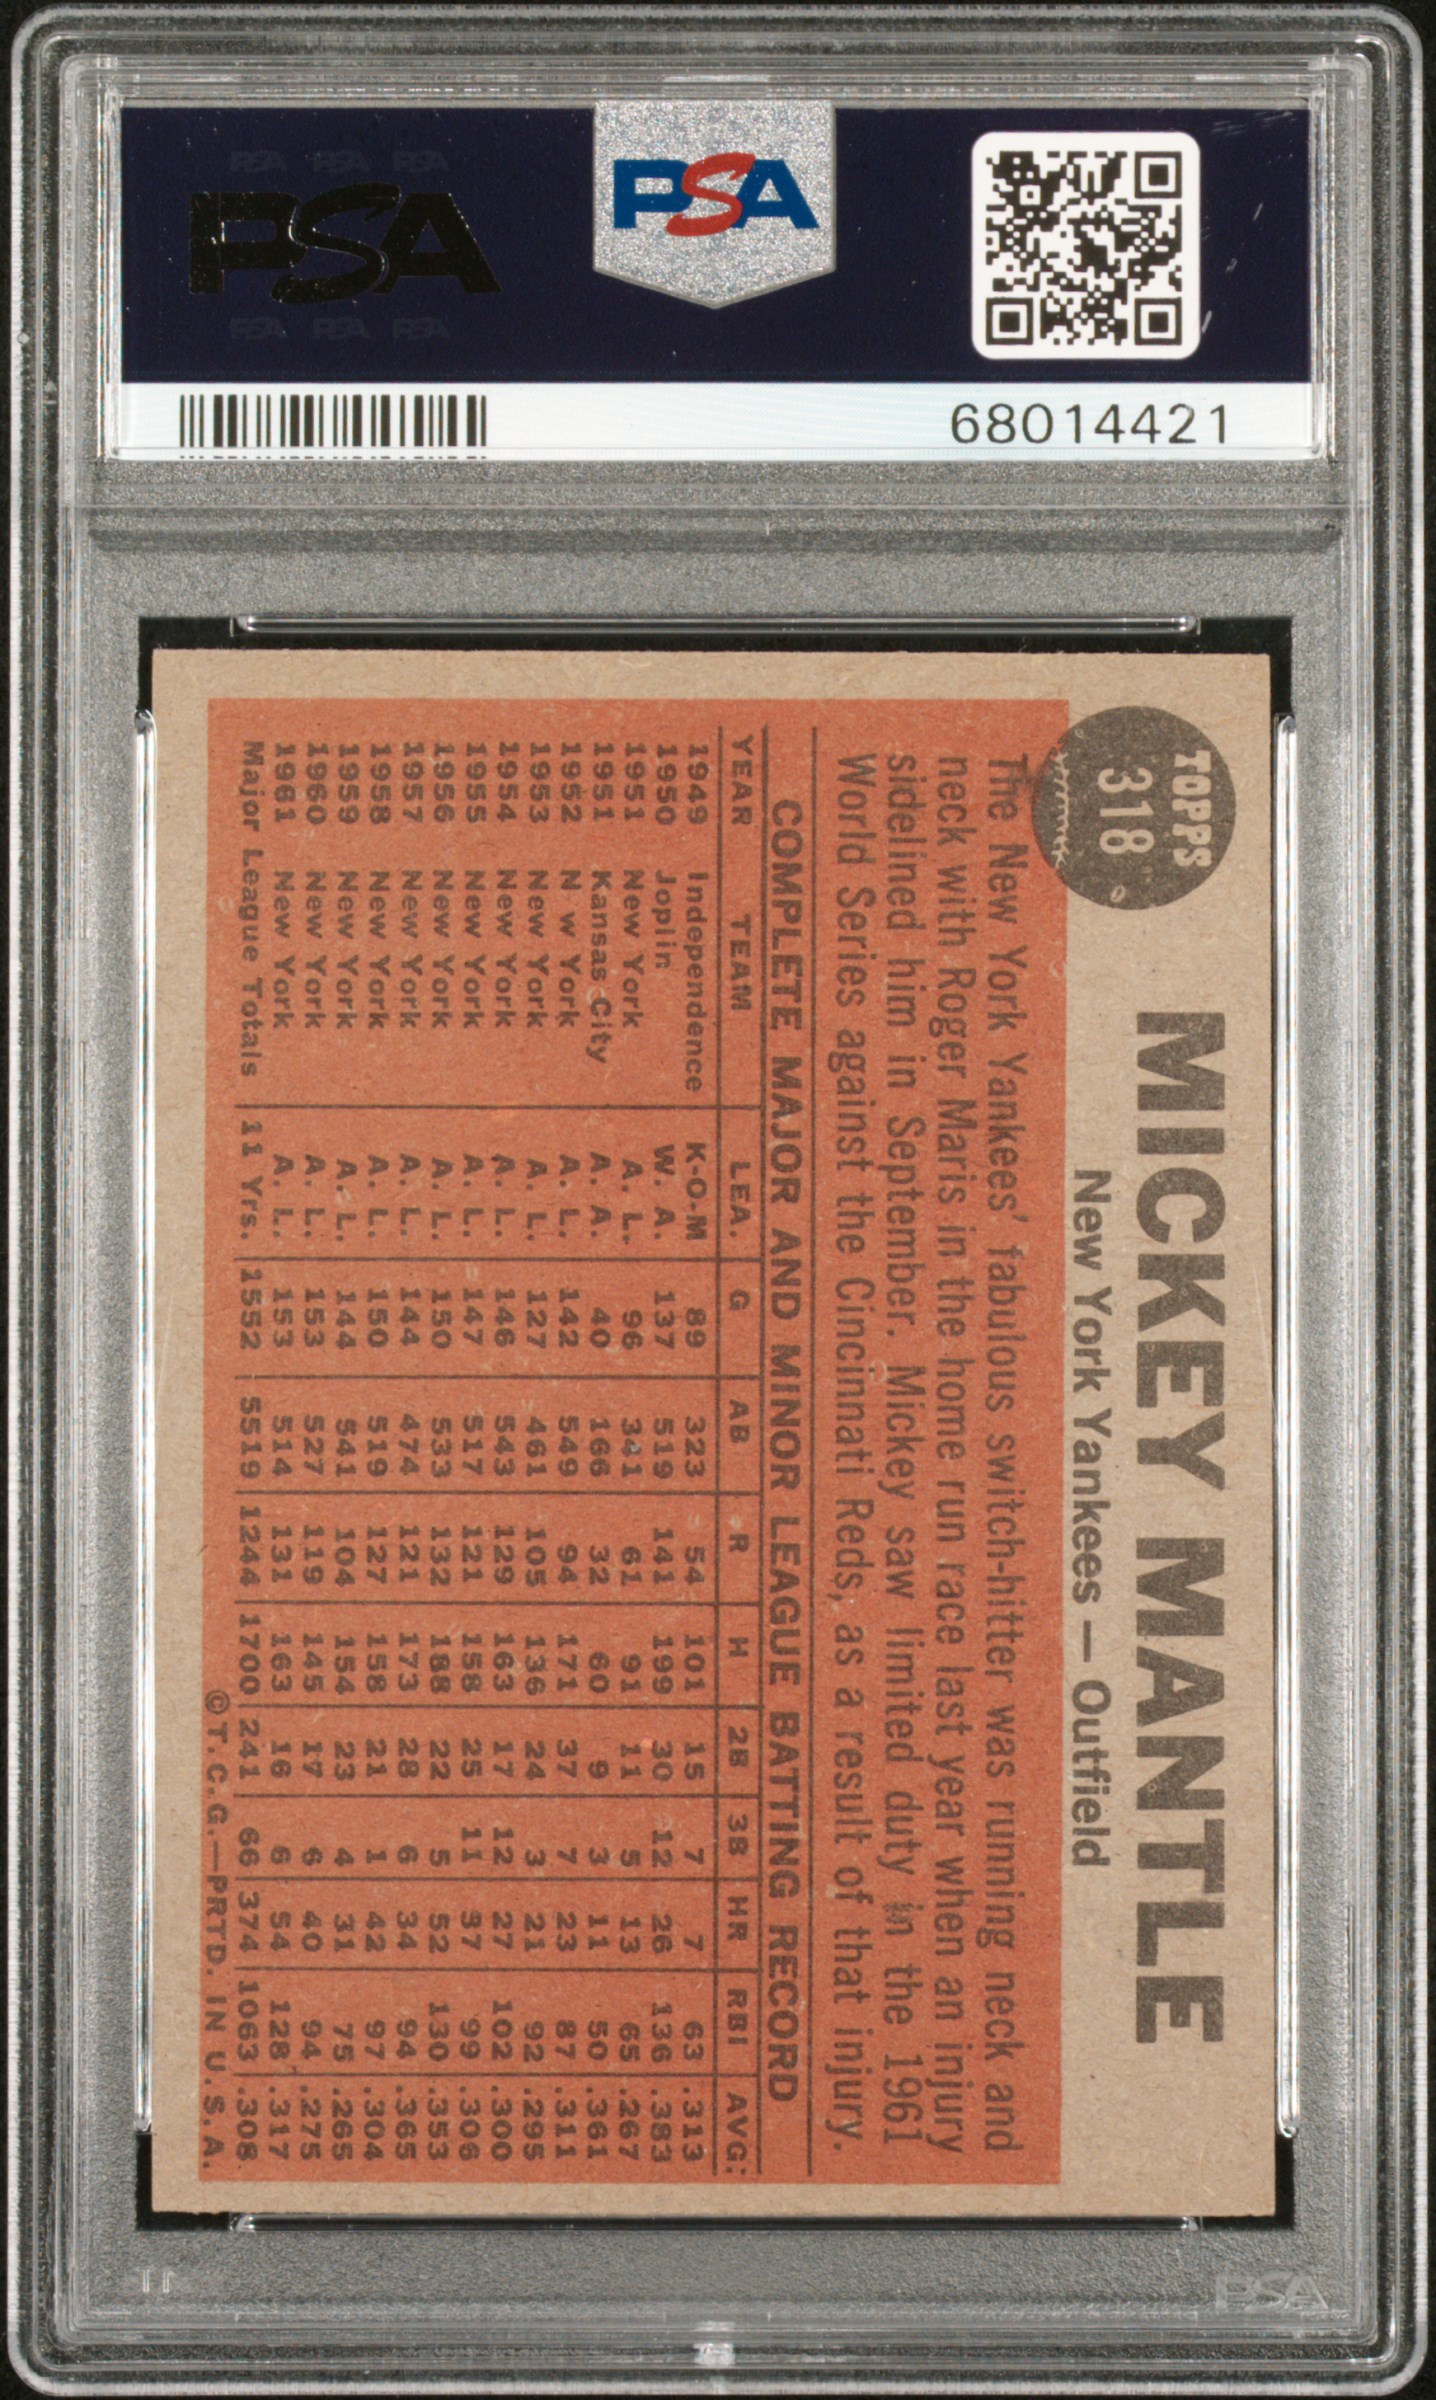 PSA PSA PSA
PSA
PSA PSA PSA
PSA
68014421
TOPPS
318
MICKEY MANTLE
New York Yankees — Outfield
The New York Yankees' fabulous switch-hitter was running neck and
neck with Roger Maris in the home run race last year when an injury
sidelined him in September. Mickey saw limited duty in the 1961
World Series against the Cincinnati Reds, as a result of that injury.
COMPLETE MAJOR AND MINOR LEAGUE BATTING RECORD
YEAR TEAM LEA. G AB R H 2B 3B HR RBI AVG.
1949 Independence K-O-M 89 323 54 101 15 7 7 63 .313
1950 Joplin W. A. 137 519 141 199 30 12 26 136 .383
1951 New York A. L. 96 341 61 91 11 5 13 65 .267
1951 Kansas City A. A. 40 166 32 60 9 3 11 50 .361
1952 N w York A. L. 142 549 94 171 37 7 23 87 .311
1953 New York A. L. 127 461 105 136 24 3 21 92 .295
1954 New York A. L. 146 543 129 163 17 12 27 102 .300
1955 New York A. L. 147 517 121 158 25 11 37 99 .306
1956 New York A. L. 150 533 132 188 22 5 52 130 .353
1957 New York A. L. 144 474 121 173 28 6 34 94 .365
1958 New York A. L. 150 519 127 158 21 1 42 97 .304
1959 New York A. L. 144 541 104 154 23 4 31 75 .265
1960 New York A. L. 153 527 119 145 17 6 40 94 .275
1961 New York A. L. 153 514 131 163 16 6 54 128 .317
Major League Totals 11 Yrs. 1552 5519 1244 1700 241 66 374 1063 .308
©T.C.G.—PRTD. IN U.S.A.
PSA